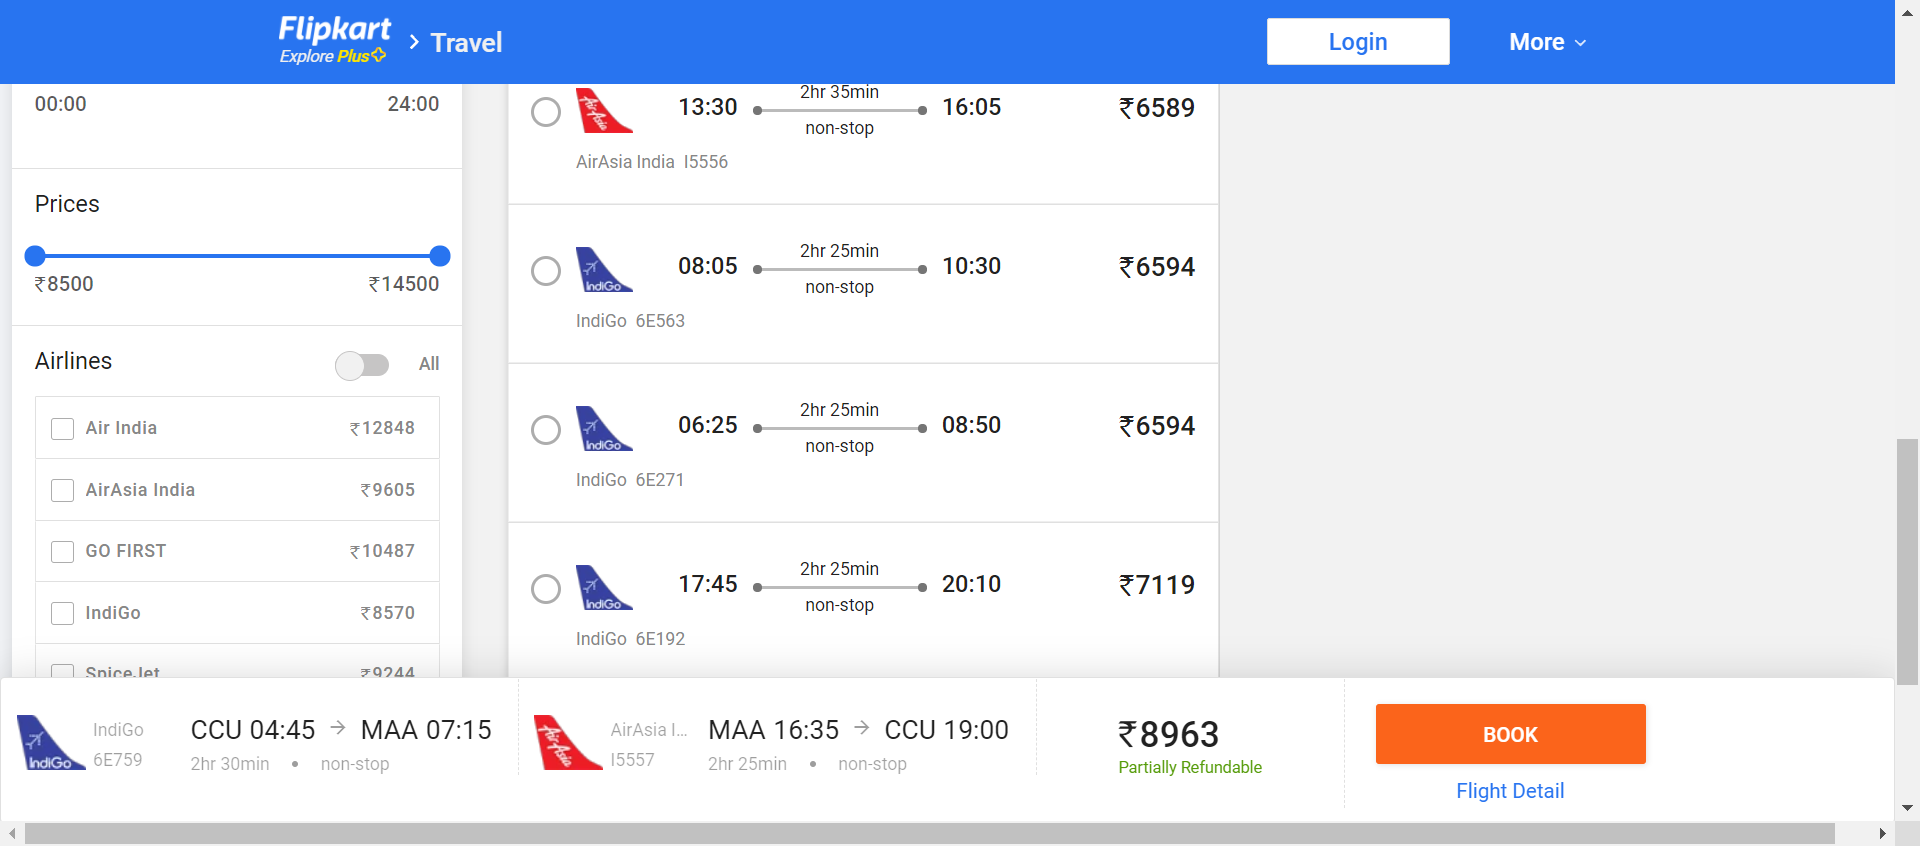 Flipkart
Explore Plus
Travel
Login
More
00:00 24:00
Prices
₹8500 ₹14500
Airlines All
Air India ₹12848
AirAsia India ₹9605
GO FIRST ₹10487
IndiGo ₹8570
SpiceJet ₹9244
AirAsia
13:30 2hr 35min 16:05 ₹6589
non-stop
AirAsia India I5556
IndiGo
08:05 2hr 25min 10:30 ₹6594
non-stop
IndiGo 6E563
IndiGo
06:25 2hr 25min 08:50 ₹6594
non-stop
IndiGo 6E271
IndiGo
17:45 2hr 25min 20:10 ₹7119
non-stop
IndiGo 6E192
IndiGo
IndiGo
6E759
CCU 04:45 → MAA 07:15
2hr 30min • non-stop
AirAsia
AirAsia I...
I5557
MAA 16:35 → CCU 19:00
2hr 25min • non-stop
₹8963
Partially Refundable
BOOK
Flight Detail